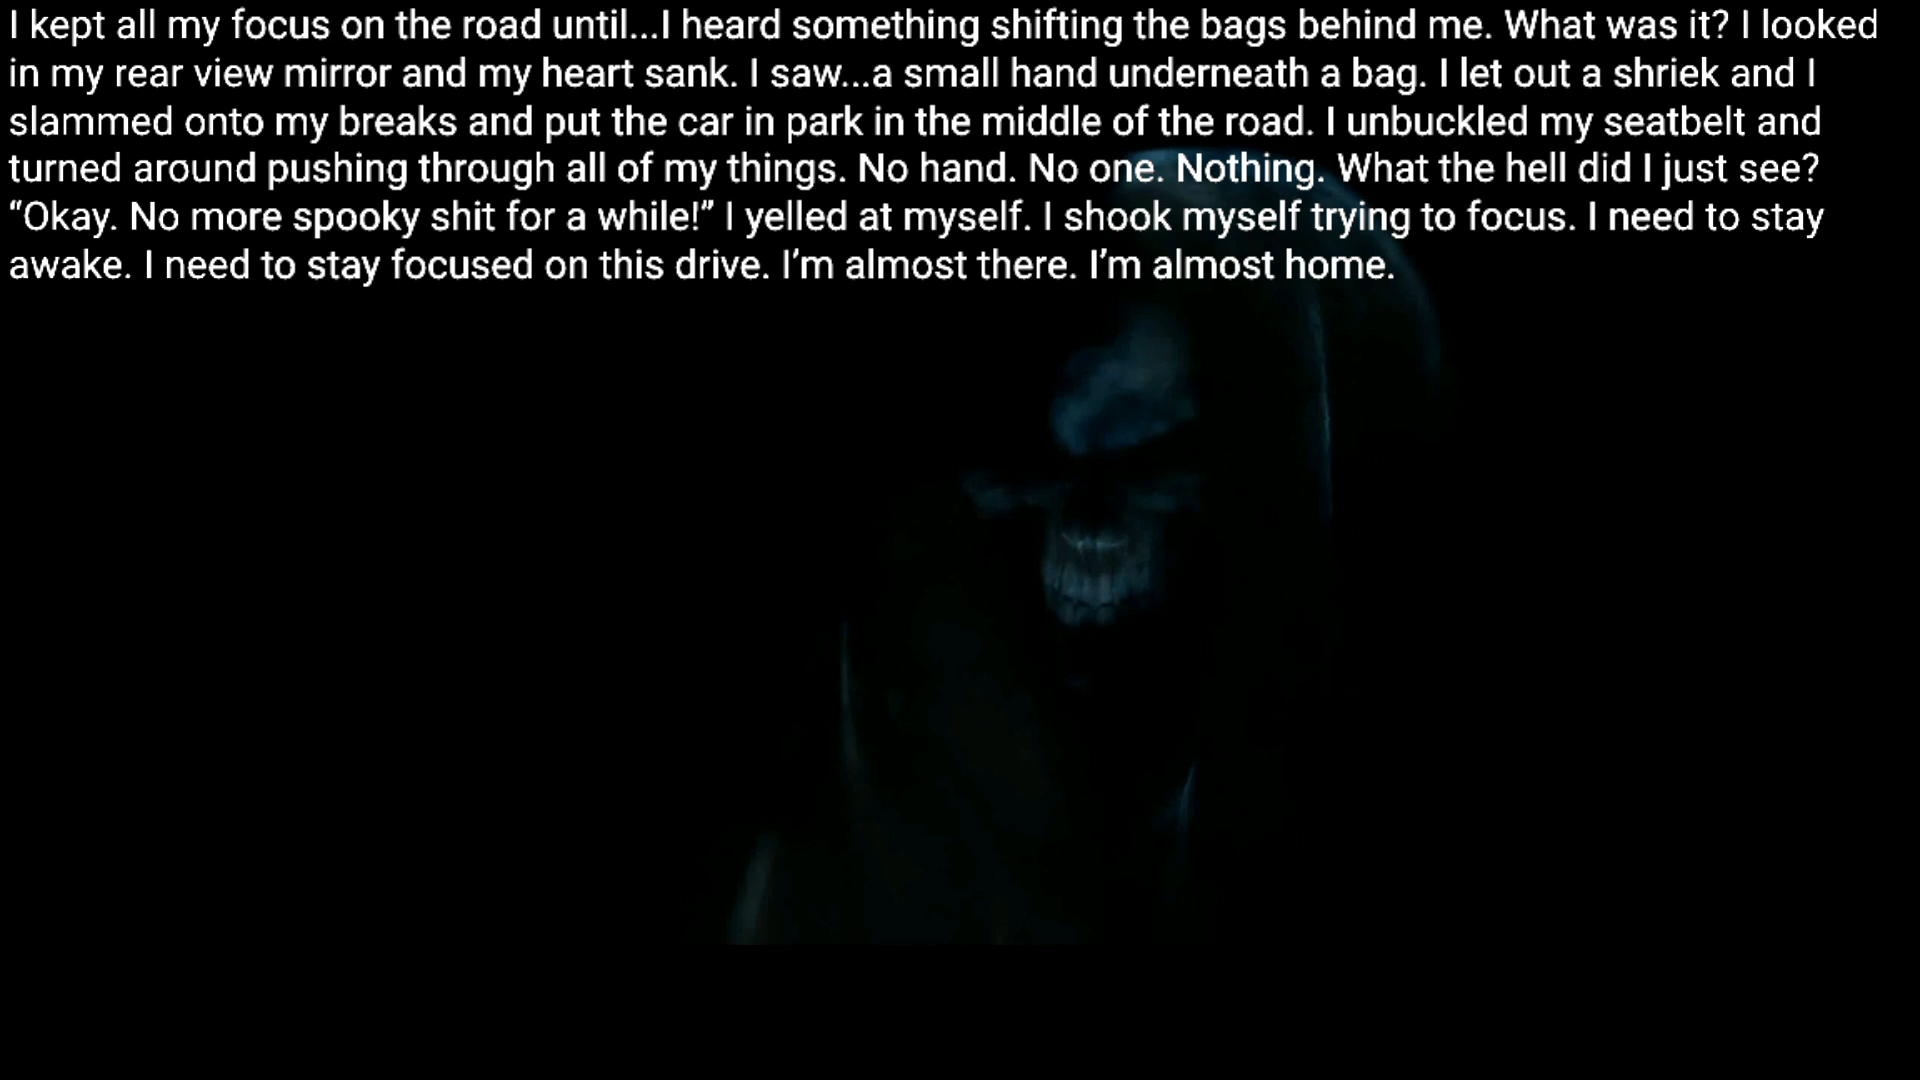 I kept all my focus on the road until...I heard something shifting the bags behind me. What was it? I looked
in my rear view mirror and my heart sank. I saw...a small hand underneath a bag. I let out a shriek and I
slammed onto my breaks and put the car in park in the middle of the road. I unbuckled my seatbelt and
turned around pushing through all of my things. No hand. No one. Nothing. What the hell did I just see?
“Okay. No more spooky shit for a while!” I yelled at myself. I shook myself trying to focus. I need to stay
awake. I need to stay focused on this drive. I’m almost there. I’m almost home.